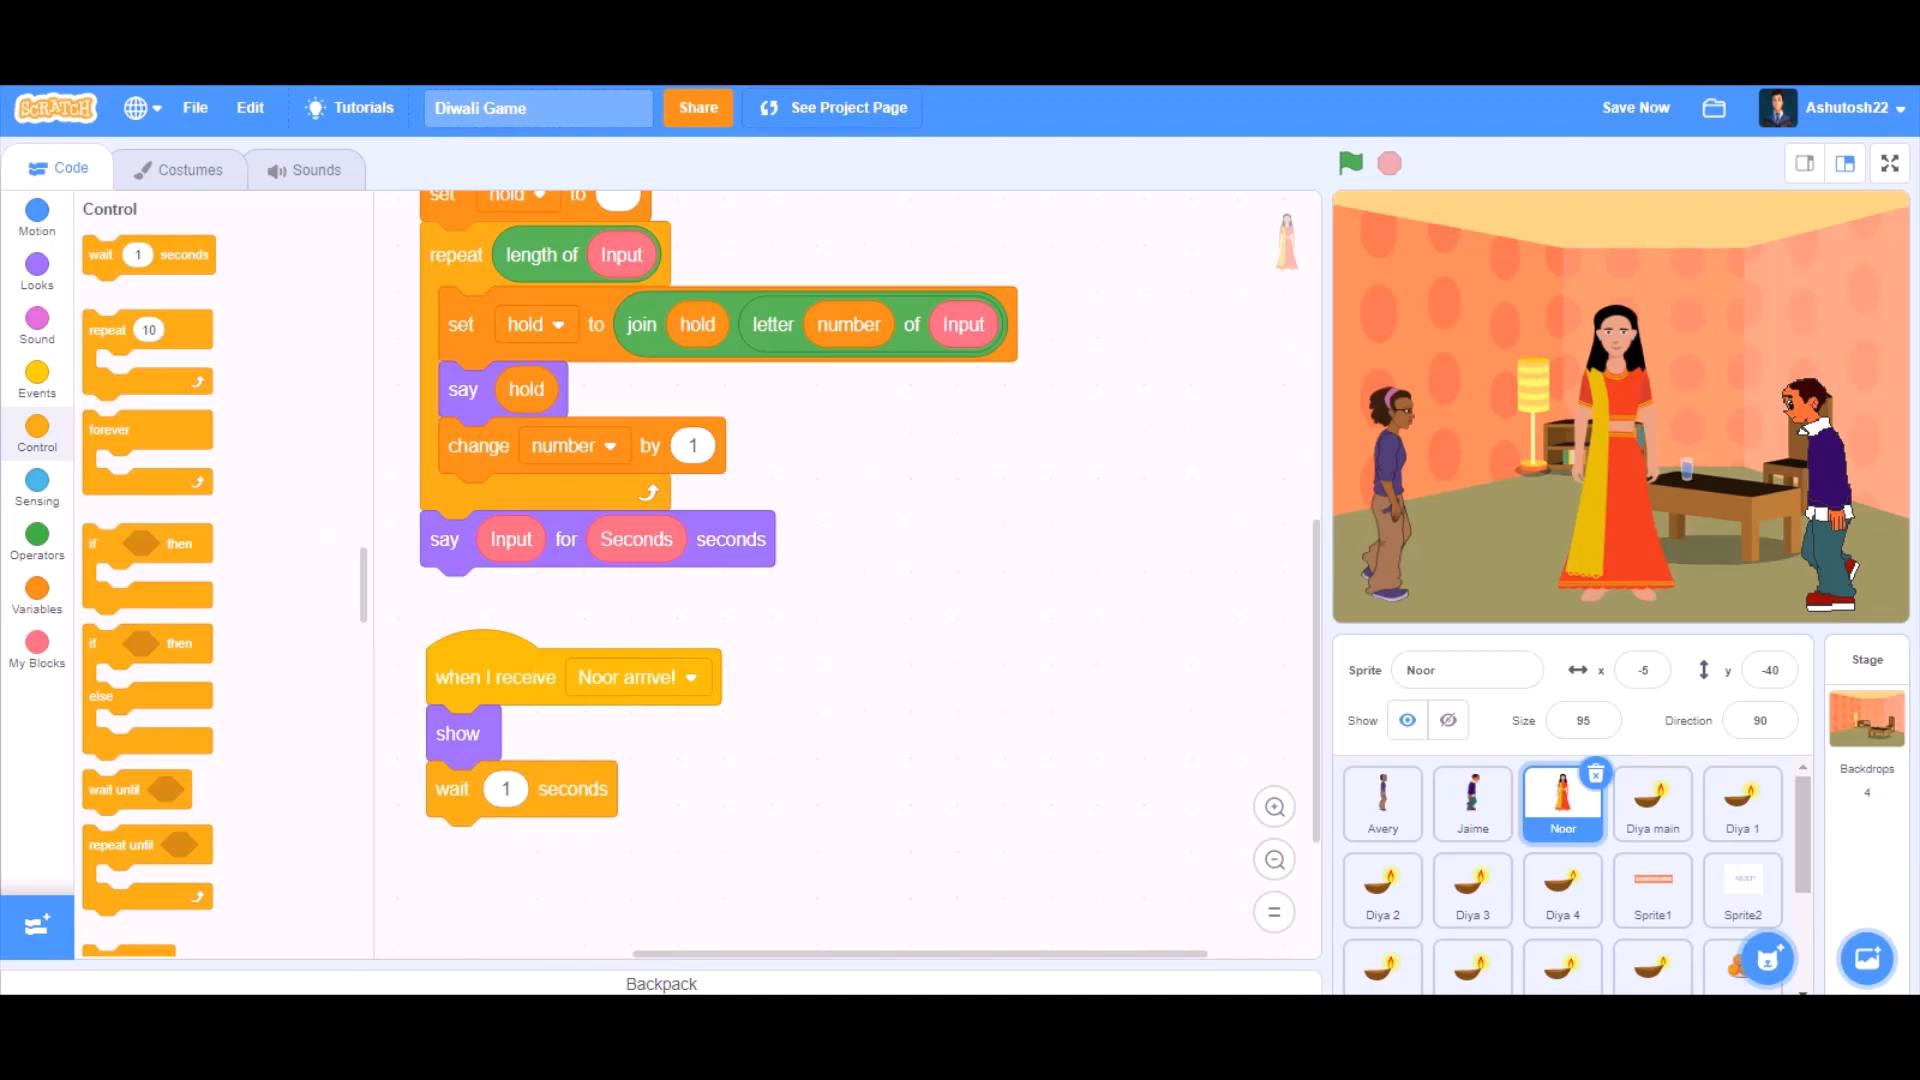 SCRATCH File Edit Tutorials Diwali Game Share See Project Page Save Now Ashutosh22
Code Costumes Sounds
Motion
Looks
Sound
Events
Control
Sensing
Operators
Variables
My Blocks
Control
wait 1 seconds
repeat 10
forever
if then
if then
else
wait until
repeat until
set hold to
repeat length of Input
set hold to join hold letter number of Input
say hold
change number by 1
say Input for Seconds seconds
when I receive Noor arrive!
show
wait 1 seconds
Backpack
Sprite Noor x -5 y -40
Show Size 95 Direction 90
Avery Jaime Noor Diya main Diya 1
Diya 2 Diya 3 Diya 4 Sprite1 Sprite2
Stage
Backdrops
4